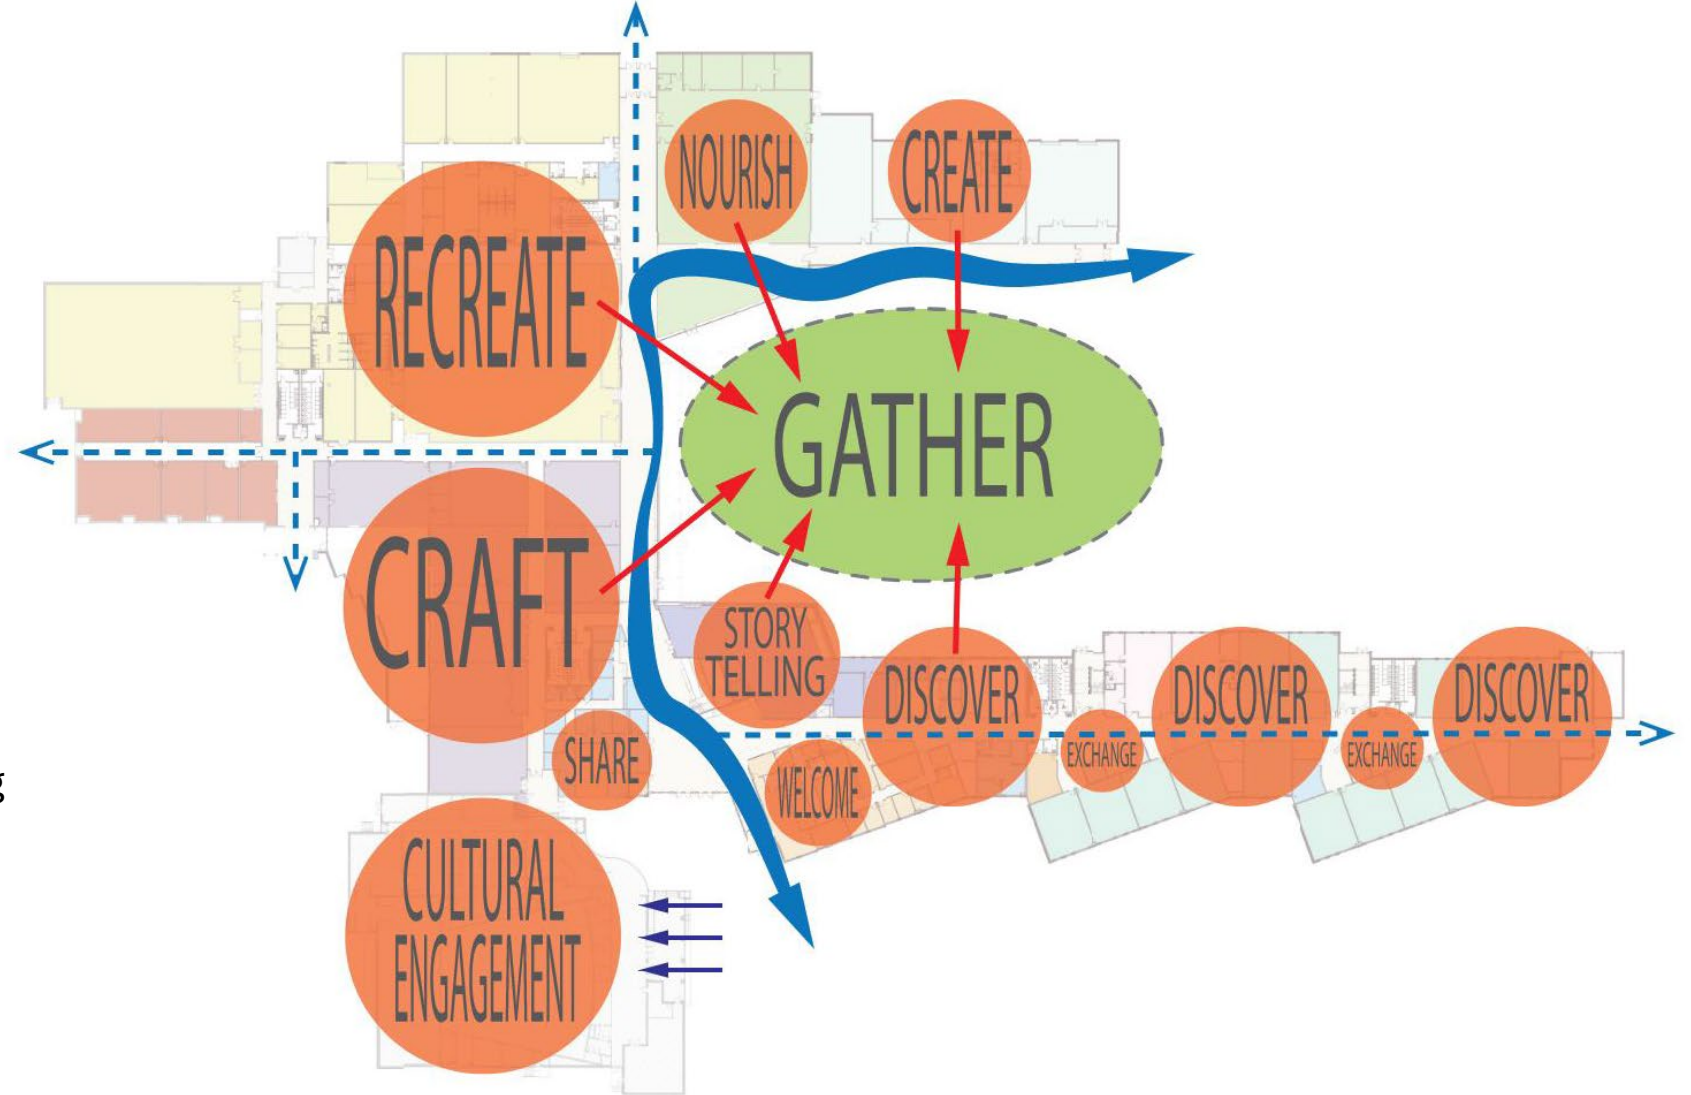 NOURISH
CREATE
RECREATE
GATHER
CRAFT
STORY
TELLING
DISCOVER
DISCOVER
DISCOVER
SHARE
EXCHANGE
EXCHANGE
WELCOME
g
CULTURAL
ENGAGEMENT